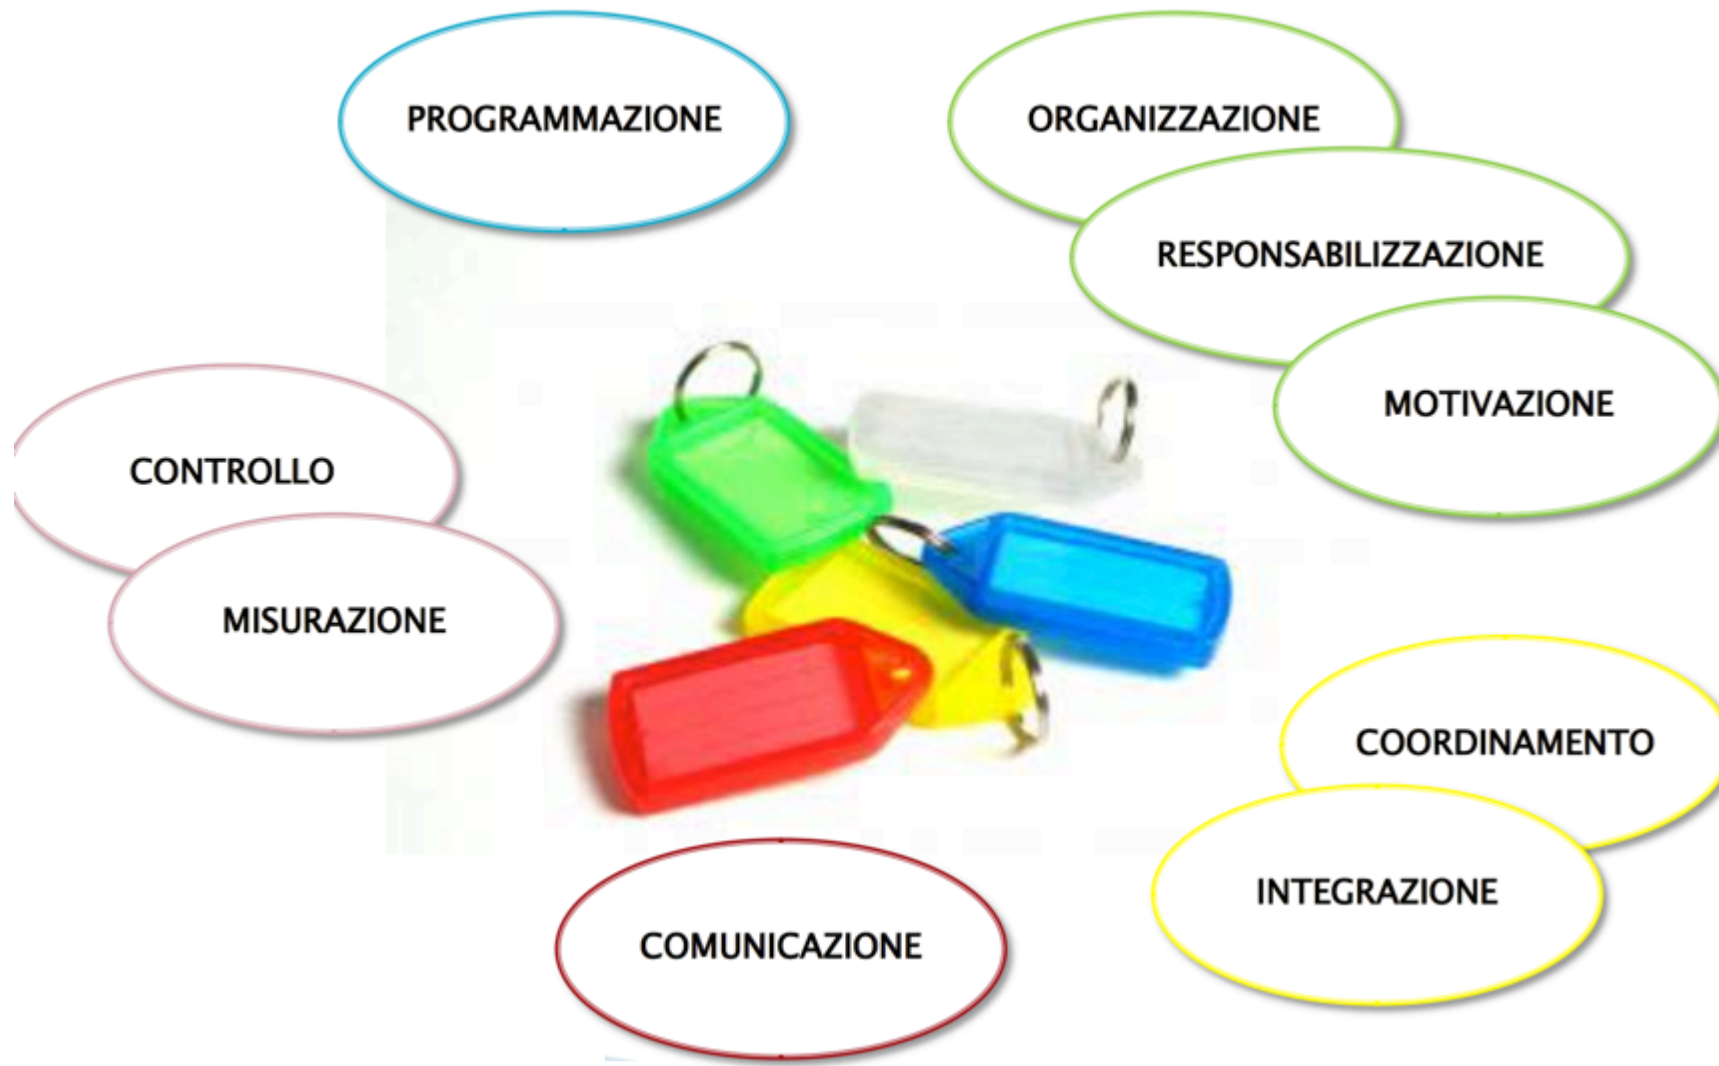 PROGRAMMAZIONE
ORGANIZZAZIONE
RESPONSABILIZZAZIONE
MOTIVAZIONE
CONTROLLO
MISURAZIONE
COORDINAMENTO
INTEGRAZIONE
COMUNICAZIONE